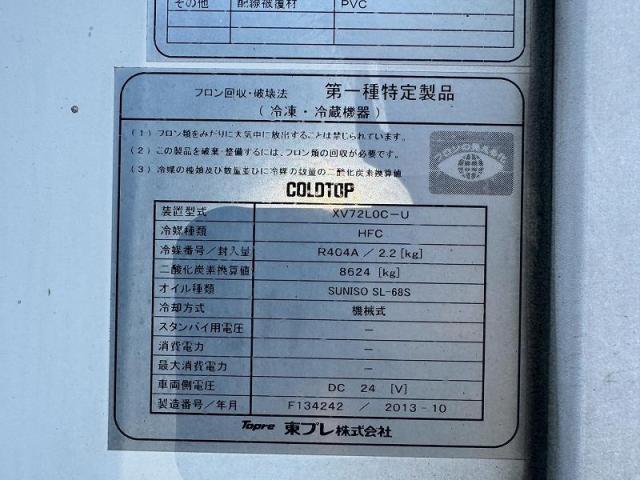 その他 配線被覆材 PVC
フロン回収・破壊法 第一種特定製品
(冷凍・冷蔵機器)
(1) フロン類をみだりに大気中に放出することは禁じられています。
(2) この製品を破棄・整備するには、フロン類の回収が必要です。
(3) 冷媒の種類及び数量並びに冷媒の数量の二酸化炭素換算値
フロンの見える化
COLDTOP
装置型式 XV72L0C-U
冷媒種類 HFC
冷媒番号/封入量 R404A / 2.2 [kg]
二酸化炭素換算値 8624 [kg]
オイル種類 SUNISO SL-68S
冷却方式 機械式
スタンバイ用電圧 -
消費電力 -
最大消費電力 -
車両側電圧 DC 24 [V]
製造番号/年月 F134242 / 2013-10
Topre 東プレ株式会社